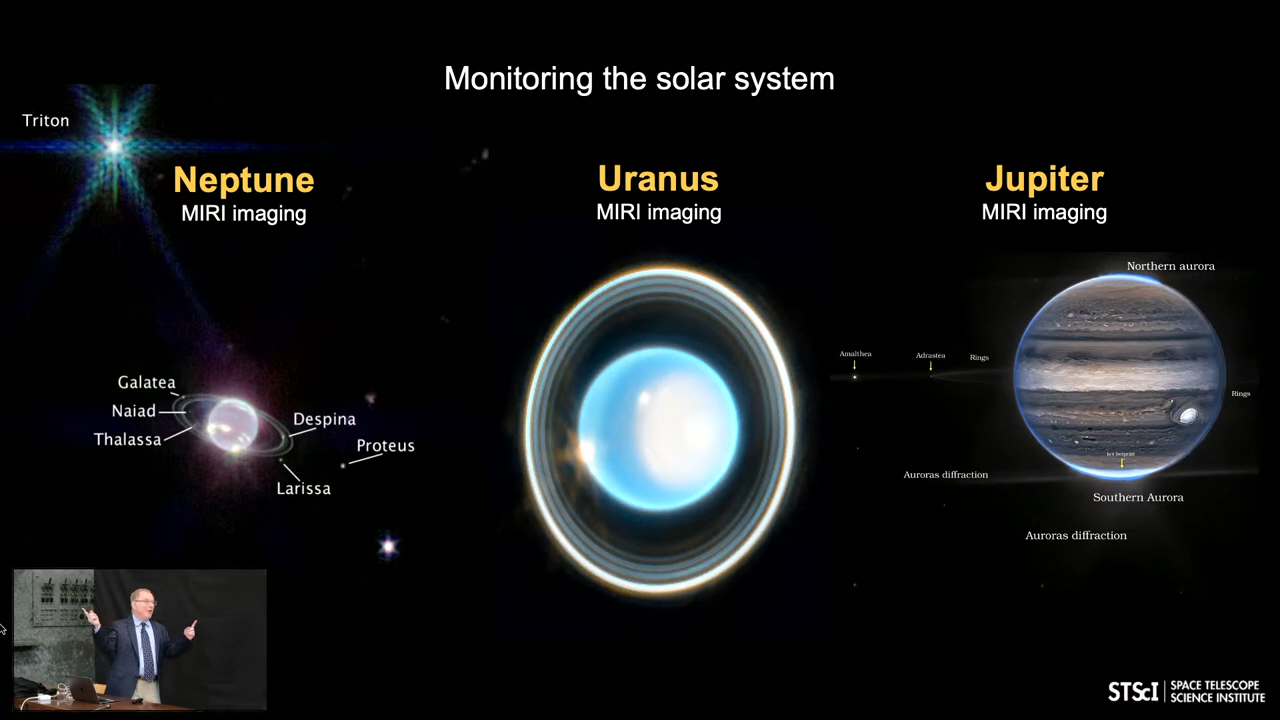 Monitoring the solar system
Triton
Neptune
MIRI imaging
Galatea
Naiad
Thalassa
Despina
Proteus
Larissa
Uranus
MIRI imaging
Jupiter
MIRI imaging
Northern aurora
Amalthea
Adrastea
Rings
Rings
Auroras diffraction
Southern Aurora
Auroras diffraction
STScI
SPACE TELESCOPE
SCIENCE INSTITUTE